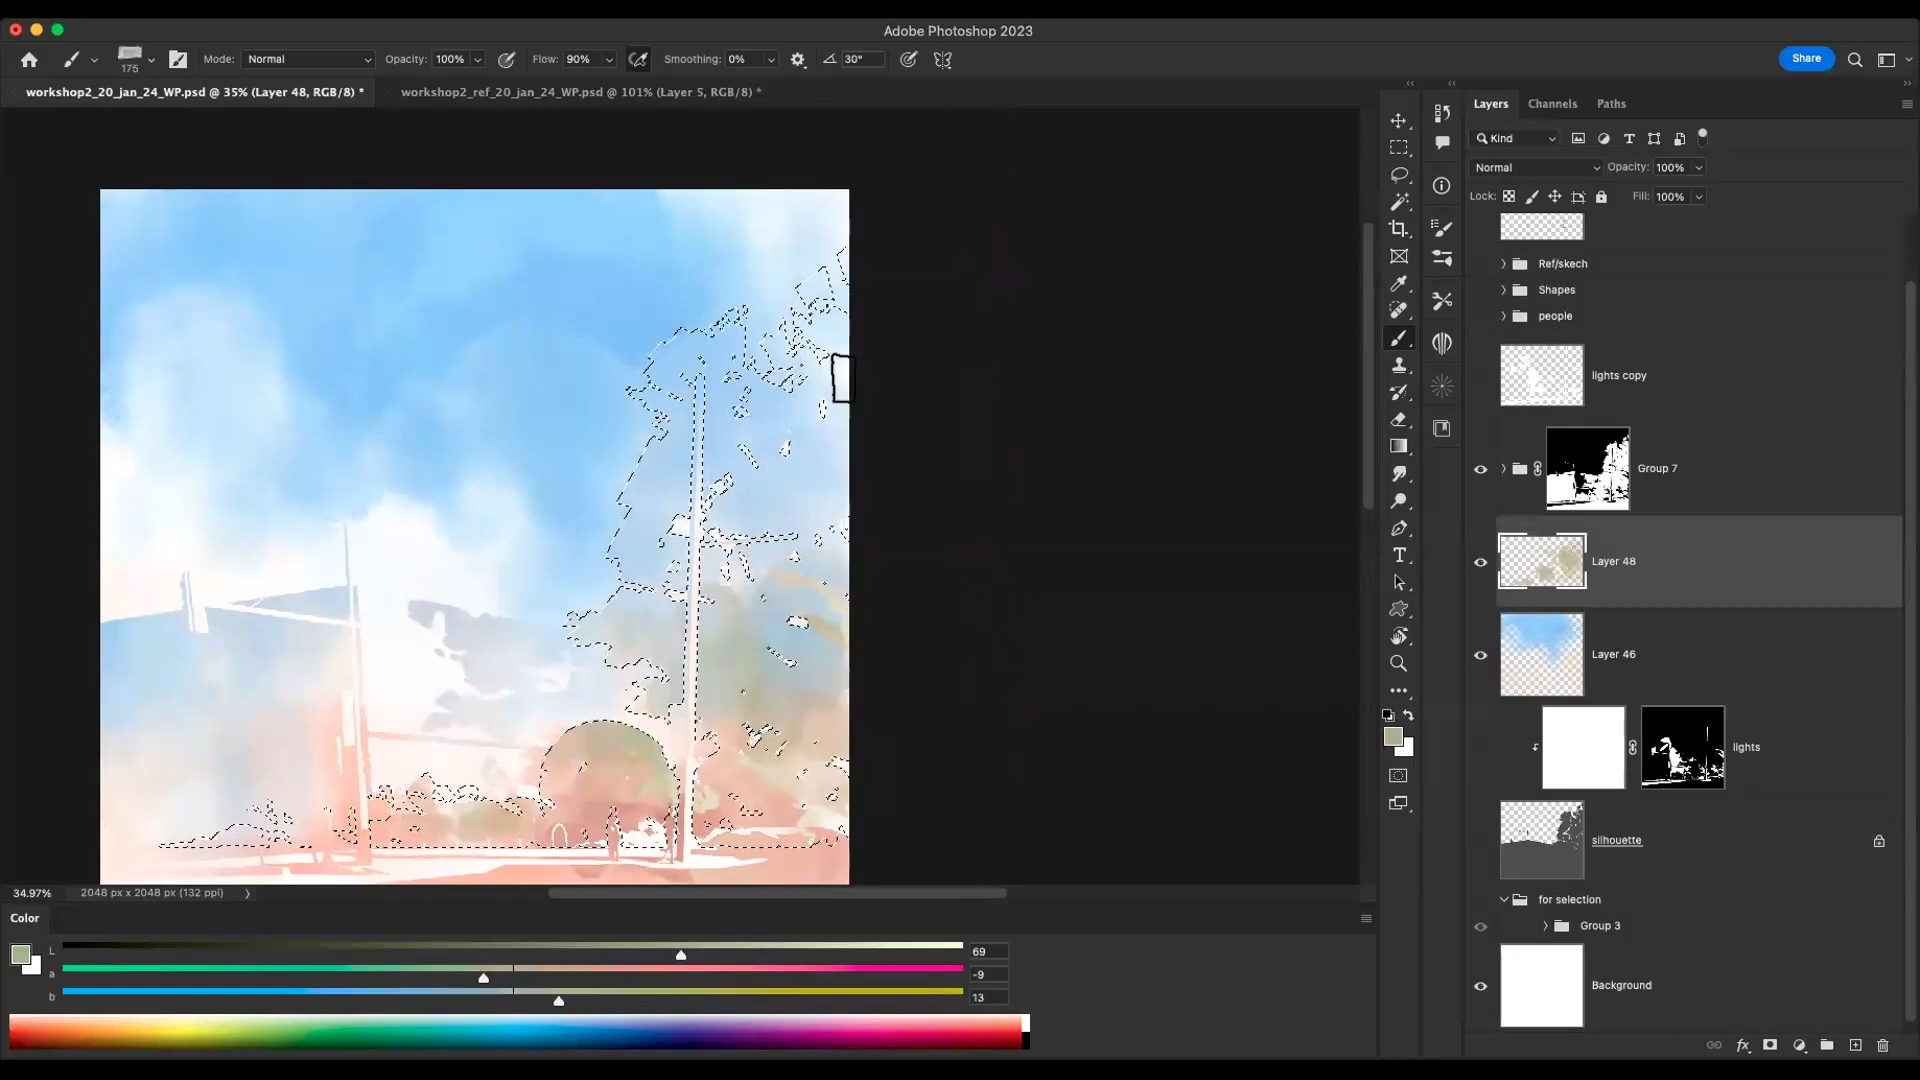 Adobe Photoshop 2023
175
Mode: Normal
Opacity: 100%
Flow: 90%
Smoothing: 0%
30°
Share
workshop2_20_jan_24_WP.psd @ 35% (Layer 48, RGB/8) *
workshop2_ref_20_jan_24_WP.psd @ 101% (Layer 5, RGB/8) *
Layers
Channels
Paths
Kind
Normal
Opacity: 100%
Lock:
Fill: 100%
Ref/skech
Shapes
people
lights copy
Group 7
Layer 48
Layer 46
lights
silhouette
for selection
Group 3
Background
34.97%
2048 px x 2048 px (132 ppi)
Color
L
69
a
-9
b
13
fx